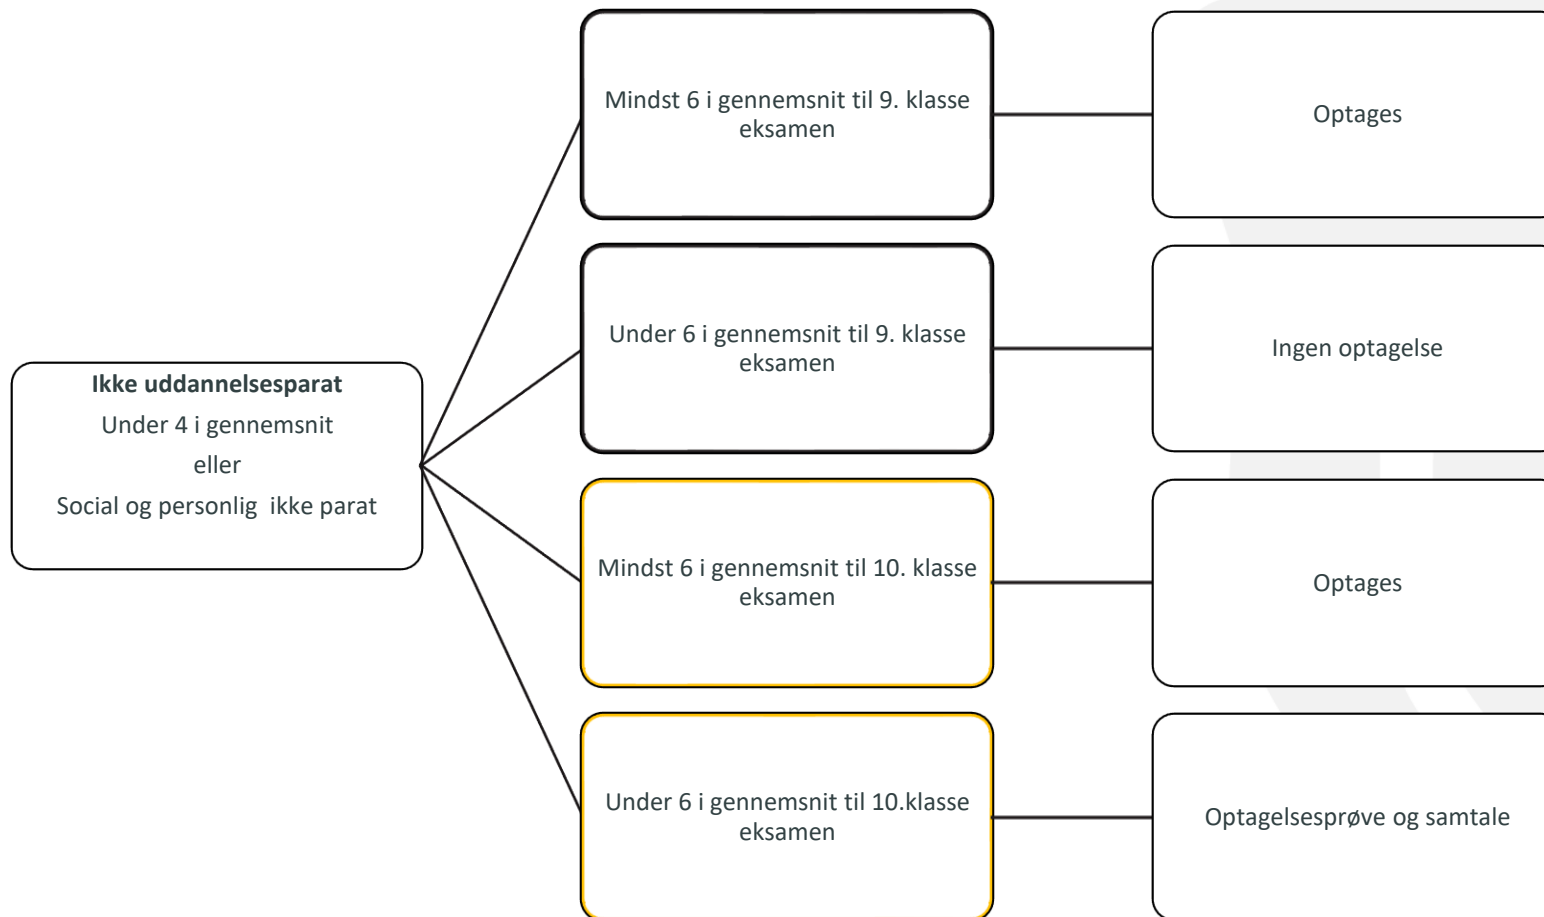 Mindst 6 i gennemsnit til 9. klasse
eksamen
Optages
Under 6 i gennemsnit til 9. klasse
eksamen
Ingen optagelse
Ikke uddannelsesparat
Under 4 i gennemsnit
eller
Social og personlig  ikke parat
Mindst 6 i gennemsnit til 10. klasse
eksamen
Optages
Under 6 i gennemsnit til 10.klasse
eksamen
Optagelsesprøve og samtale